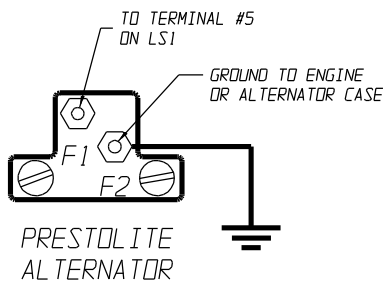 TO TERMINAL #5
ON LS1
GROUND TO ENGINE
OR ALTERNATOR CASE
F1
F2
PRESTOLITE
ALTERNATOR